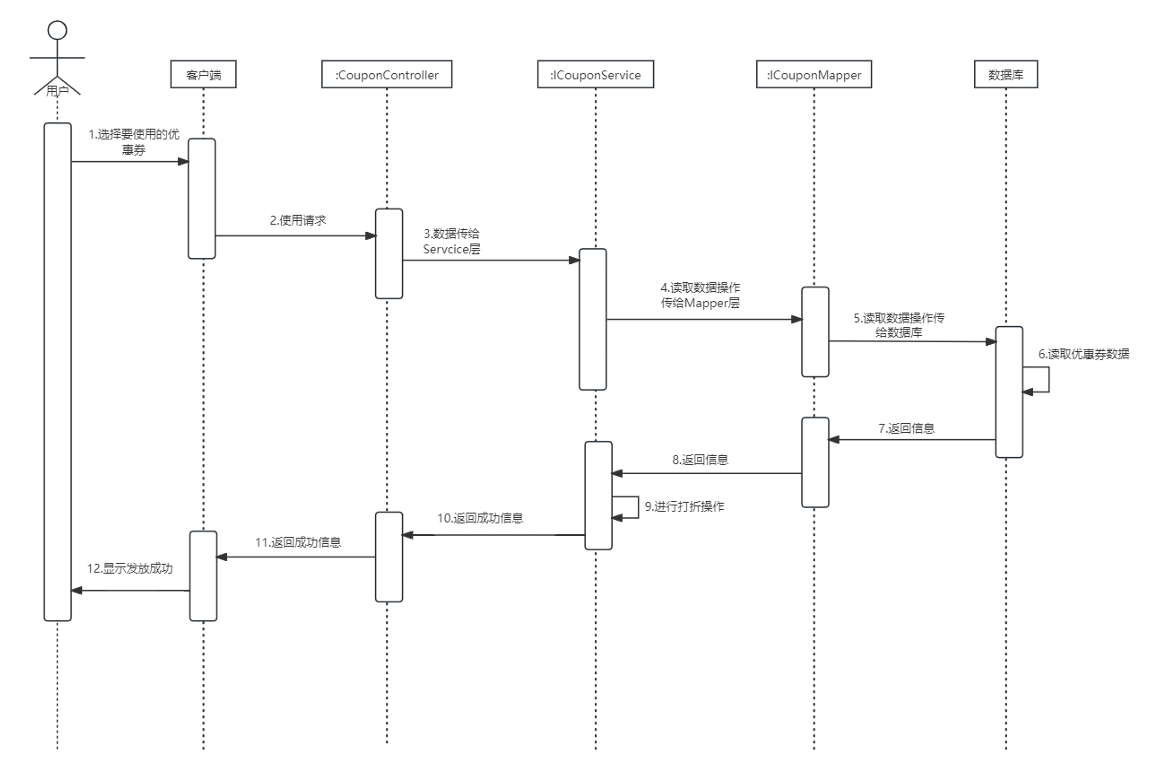 用户
客户端
:CouponController
:ICouponService
:ICouponMapper
数据库
1.选择要使用的优
惠券
2.使用请求
3.数据传给
Servcice层
4.读取数据操作
传给Mapper层
5.读取数据操作传
给数据库
6.读取优惠券数据
7.返回信息
8.返回信息
9.进行打折操作
10.返回成功信息
11.返回成功信息
12.显示发放成功